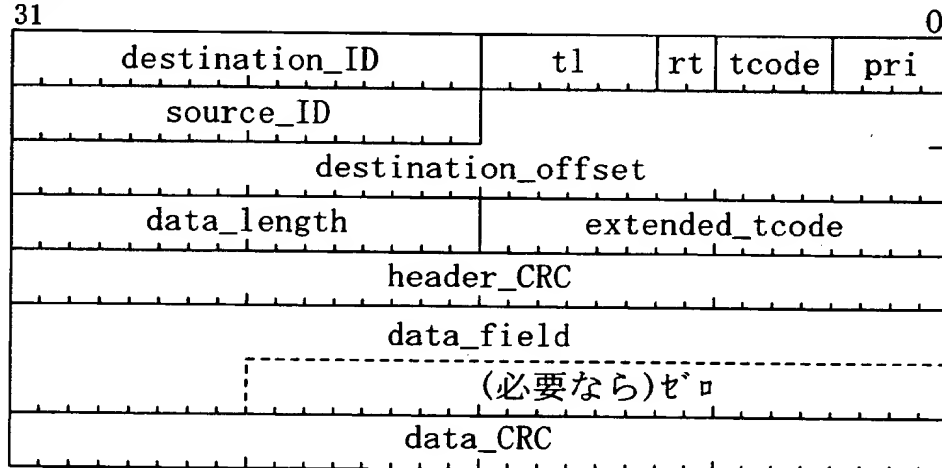 31 0
destination_ID tl rt tcode pri
source_ID
destination_offset
data_length extended_tcode
header_CRC
data_field
(必要なら)ｾﾞﾛ
data_CRC